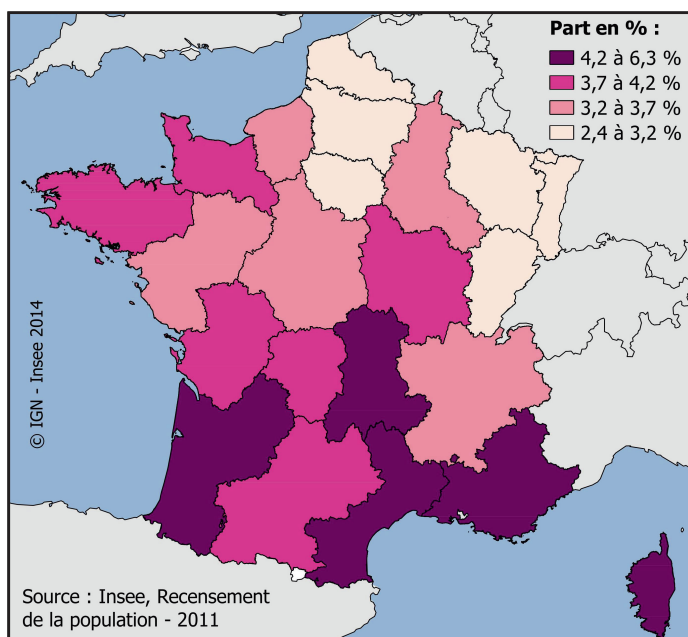 Part en % :
4,2 à 6,3 %
3,7 à 4,2 %
3,2 à 3,7 %
2,4 à 3,2 %
© IGN - Insee 2014
Source : Insee, Recensement
de la population - 2011